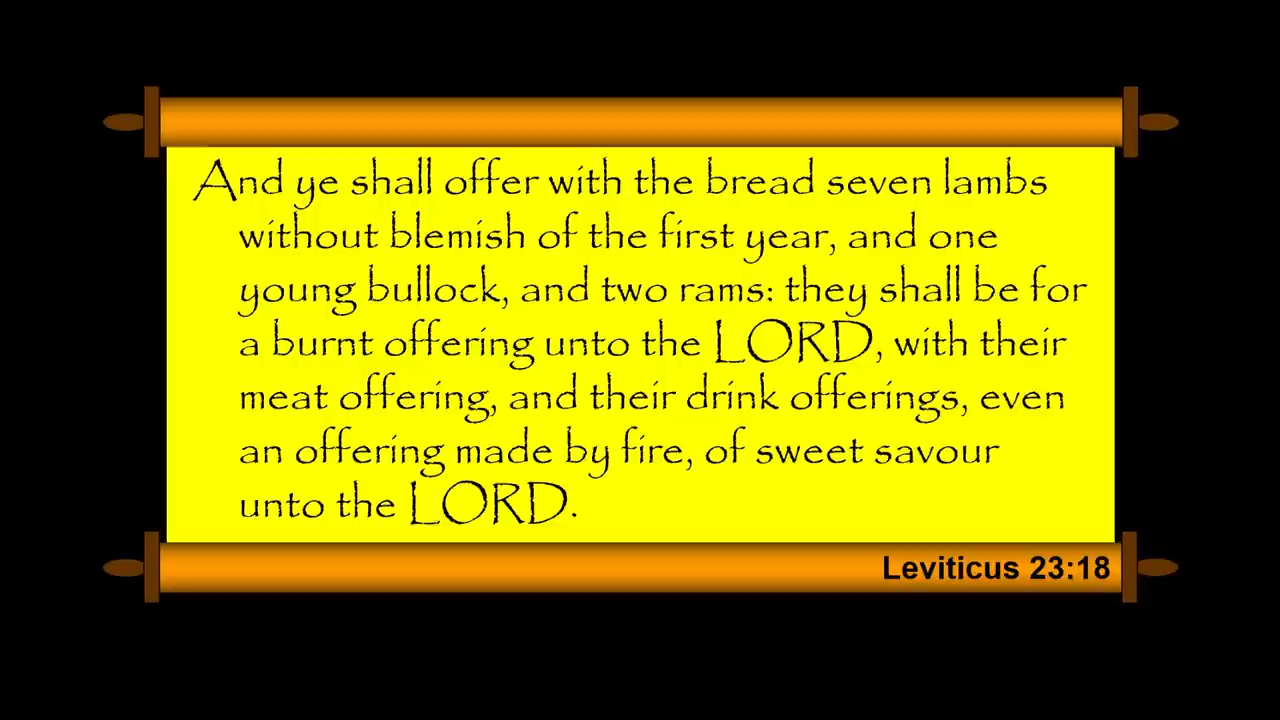 And ye shall offer with the bread seven lambs
without blemish of the first year, and one
young bullock, and two rams: they shall be for
a burnt offering unto the LORD, with their
meat offering, and their drink offerings, even
an offering made by fire, of sweet savour
unto the LORD.
Leviticus 23:18